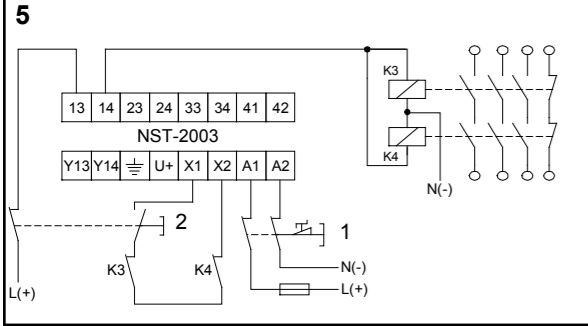 5
K3
13 14 23 24 33 34 41 42
NST-2003
K4
Y13 Y14 U+ X1 X2 A1 A2
N(-)
2
1
K3 K4 N(-)
L(+) L(+)